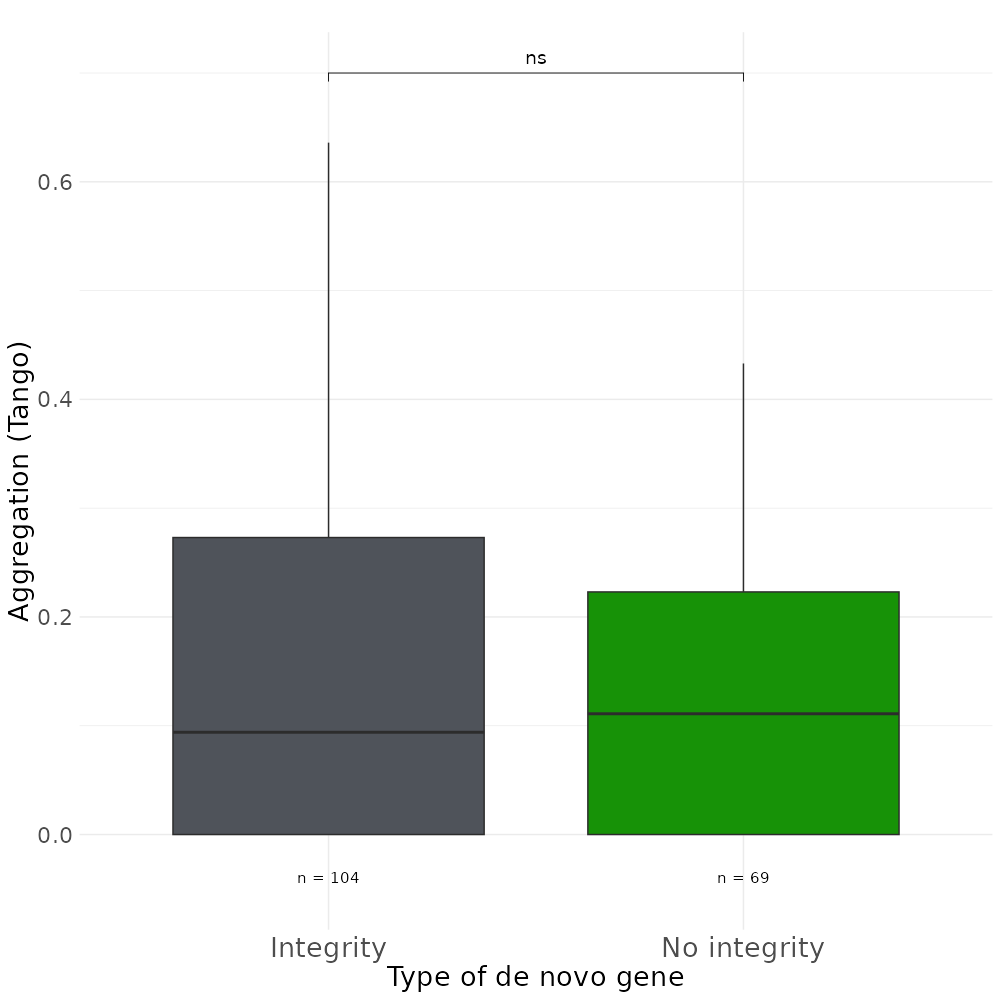 ns
0.6
0.4
0.2
0.0
Aggregation (Tango)
n = 104
n = 69
Integrity
No integrity
Type of de novo gene